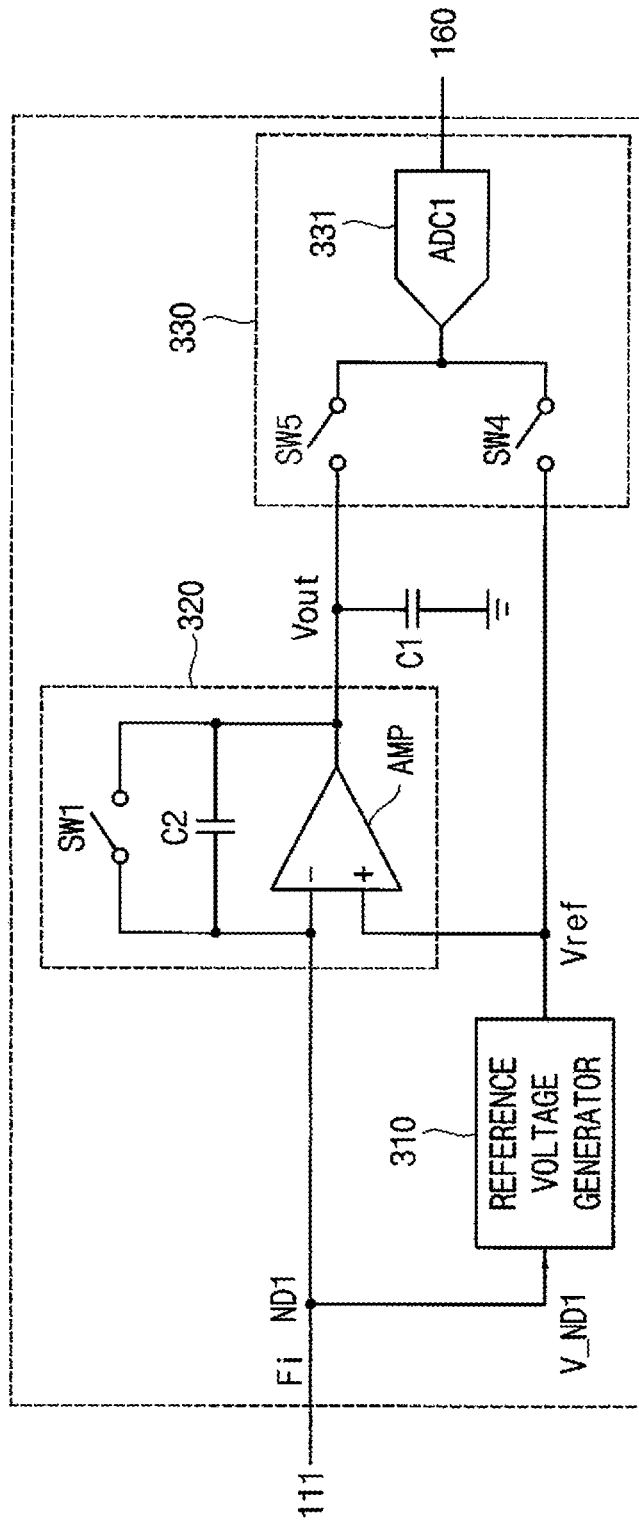 111
Fi
ND1
V_ND1
310
REFERENCE
VOLTAGE
GENERATOR
Vref
320
SW1
C2
-
+
AMP
Vout
C1
330
SW5
SW4
331
ADC1
160